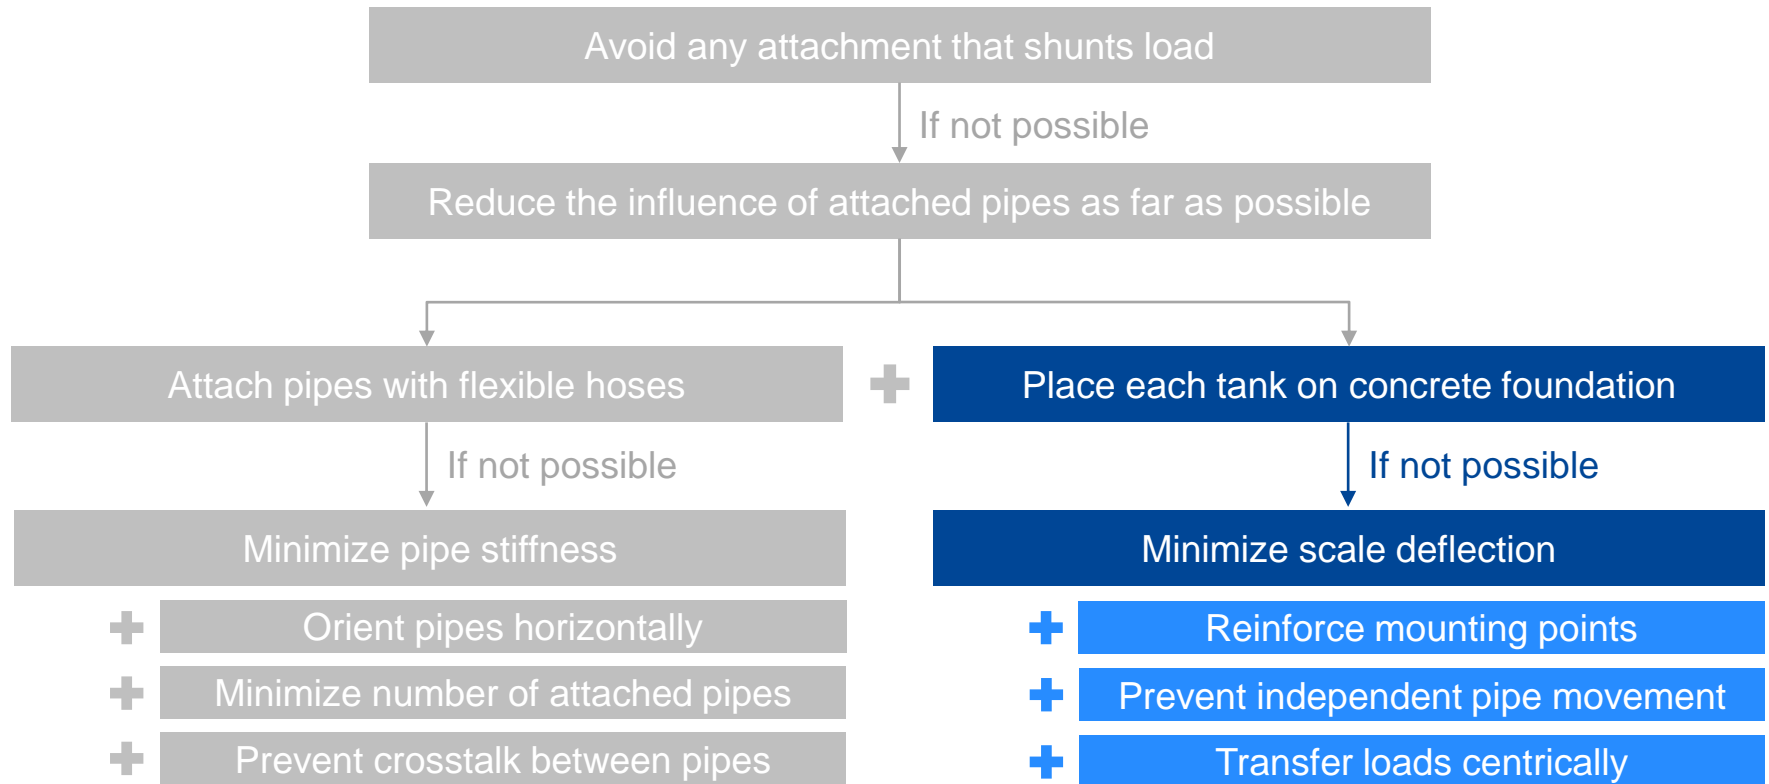 Avoid any attachment that shunts load
If not possible
Reduce the influence of attached pipes as far as possible
Attach pipes with flexible hoses
Place each tank on concrete foundation
If not possible
If not possible
Minimize pipe stiffness
Minimize scale deflection
Orient pipes horizontally
Reinforce mounting points
Minimize number of attached pipes
Prevent independent pipe movement
Prevent crosstalk between pipes
Transfer loads centrically